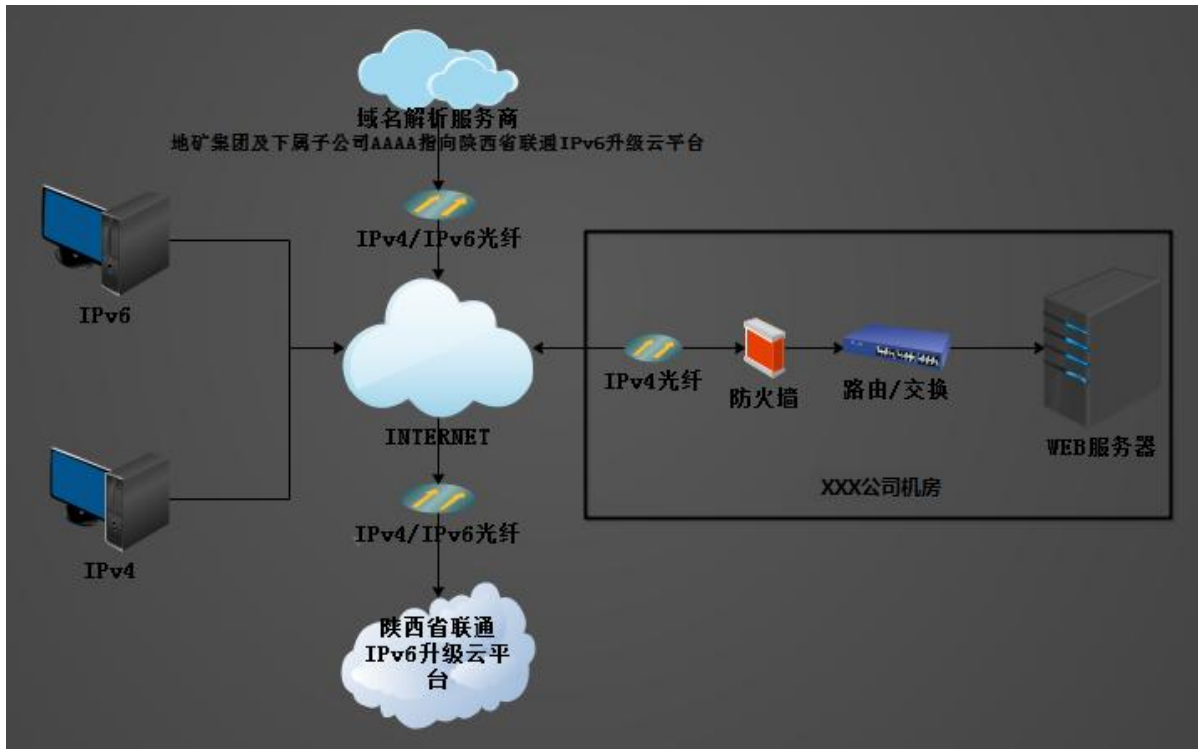 域名解析服务商
地矿集团及下属子公司AAAA指向陕西省联通IPv6升级云平台
IPv4/IPv6光纤
IPv6
IPv4光纤
防火墙
路由/交换
WEB服务器
INTERNET
XXX公司机房
IPv4/IPv6光纤
IPv4
陕西省联通
IPv6升级云平
台